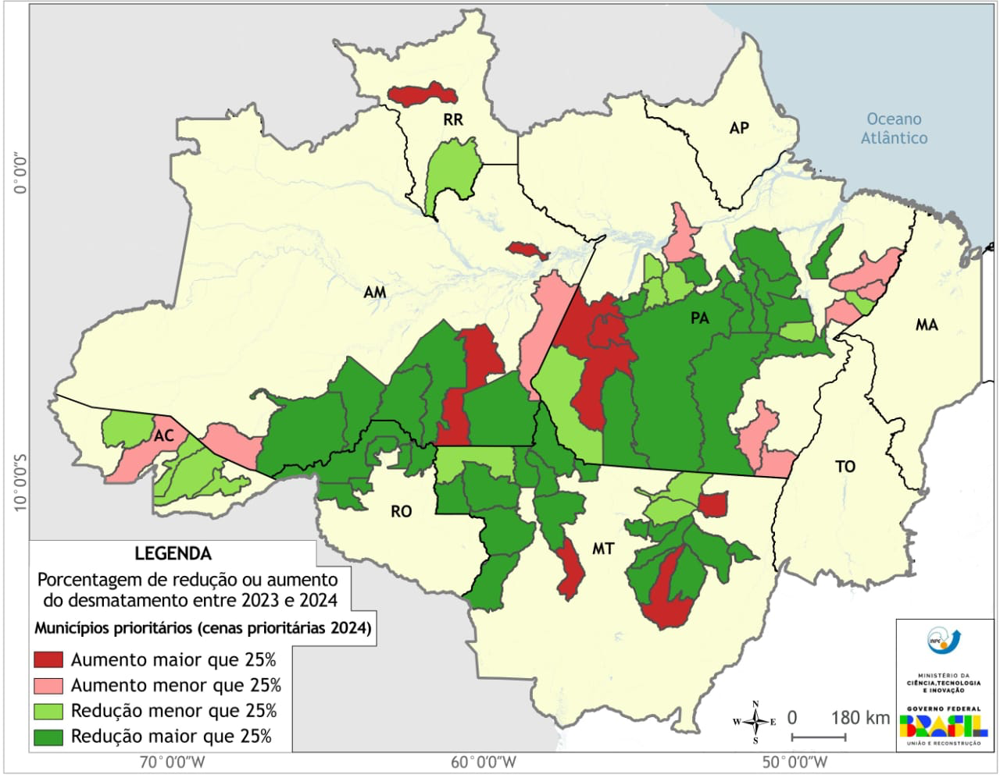 RR
AP
Oceano
Atlântico
0°0'0"
AM
PA
MA
AC
TO
10°0'0"S
RO
MT
LEGENDA
Porcentagem de redução ou aumento
do desmatamento entre 2023 e 2024
Municípios prioritários (cenas prioritárias 2024)
Aumento maior que 25%
Aumento menor que 25%
Redução menor que 25%
Redução maior que 25%
N
W E
S
0 180 km
INPE
MINISTÉRIO DA
CIÊNCIA, TECNOLOGIA
E INOVAÇÃO
GOVERNO FEDERAL
BRASIL
UNIÃO E RECONSTRUÇÃO
70°0'0"W 60°0'0"W 50°0'0"W